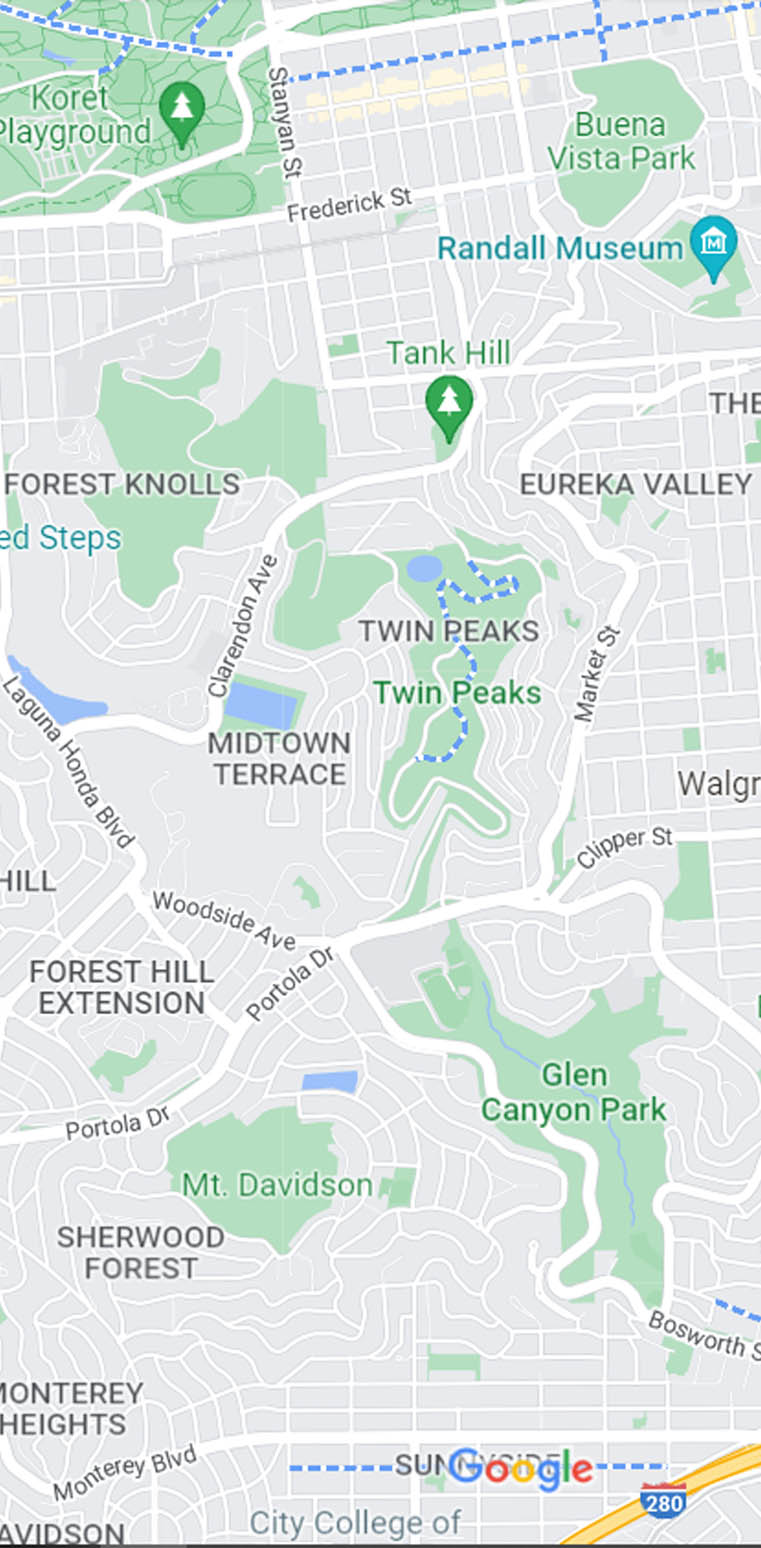 Koret
Playground
Stanyan St
Buena
Vista Park
Frederick St
Randall Museum
Tank Hill
THE
FOREST KNOLLS
EUREKA VALLEY
ed Steps
Clarendon Ave
TWIN PEAKS
Twin Peaks
Market St
Laguna Honda Blvd
MIDTOWN
TERRACE
Walgr
Clipper St
HILL
Woodside Ave
Portola Dr
FOREST HILL
EXTENSION
Glen
Canyon Park
Portola Dr
Mt. Davidson
SHERWOOD
FOREST
Bosworth S
MONTEREY
HEIGHTS
Monterey Blvd
SUNNYSIDE
Google
280
City College of
AVIDSON